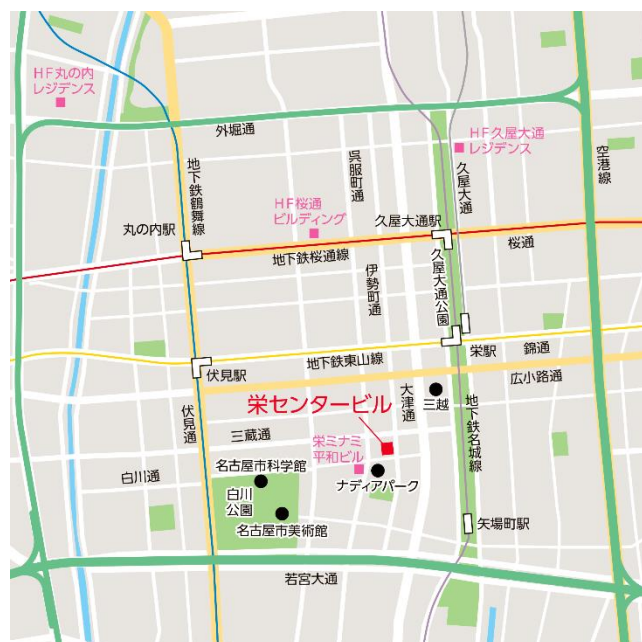 HF丸の内
レジデンス
外堀通
地下鉄鶴舞線
呉服町通
HF久屋大通
レジデンス
久屋大通
空港線
丸の内駅
HF桜通
ビルディング
久屋大通駅
地下鉄桜通線
桜通
伊勢町通
久屋大通公園
地下鉄東山線
栄駅
錦通
伏見駅
広小路通
大津通
三越
栄センタービル
伏見通
三蔵通
地下鉄名城線
栄ミナミ
平和ビル
白川通
名古屋市科学館
ナディアパーク
白川
公園
名古屋市美術館
矢場町駅
若宮大通